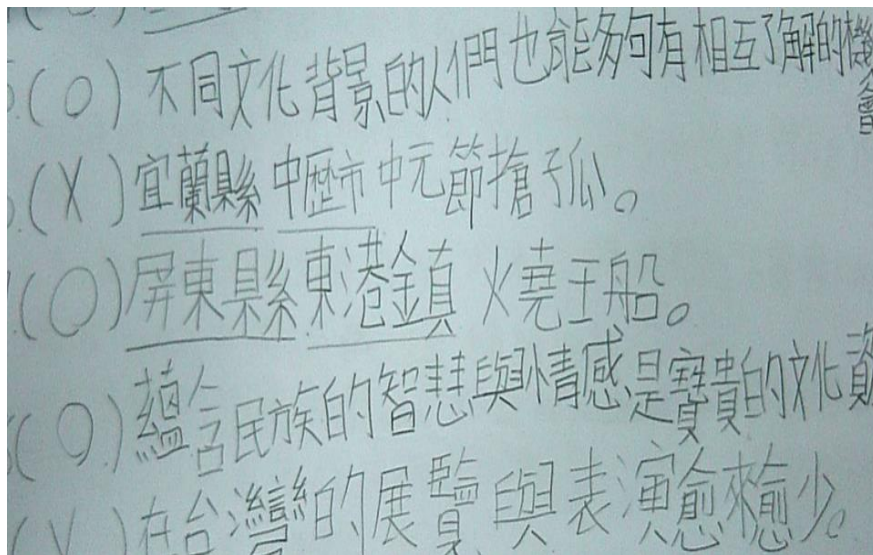 (O)不同文化背景的人們也能夠有相互了解的機會
(X)宜蘭縣中壢市中元節搶孤。
(O)屏東縣東港鎮火燒王船。
(O)蘊含民族的智慧與情感是寶貴的文化資
(X)在台灣的展覽與表演愈來愈少。